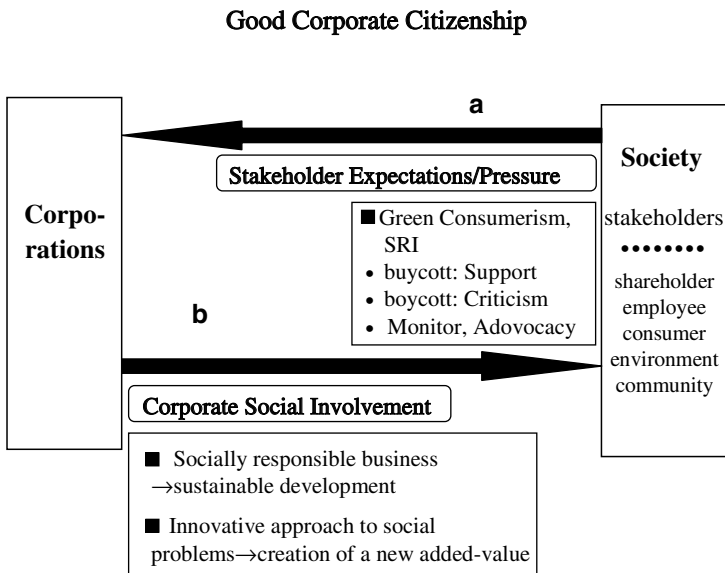 Good Corporate Citizenship
a
Stakeholder Expectations/Pressure
Society
stakeholders
••••••••
shareholder
employee
consumer
environment
community
Corpo-
rations
■ Green Consumerism,
SRI
• buycott: Support
• boycott: Criticism
• Monitor, Adovocacy
b
Corporate Social Involvement
■ Socially responsible business
→sustainable development
■ Innovative approach to social
problems→creation of a new added-value